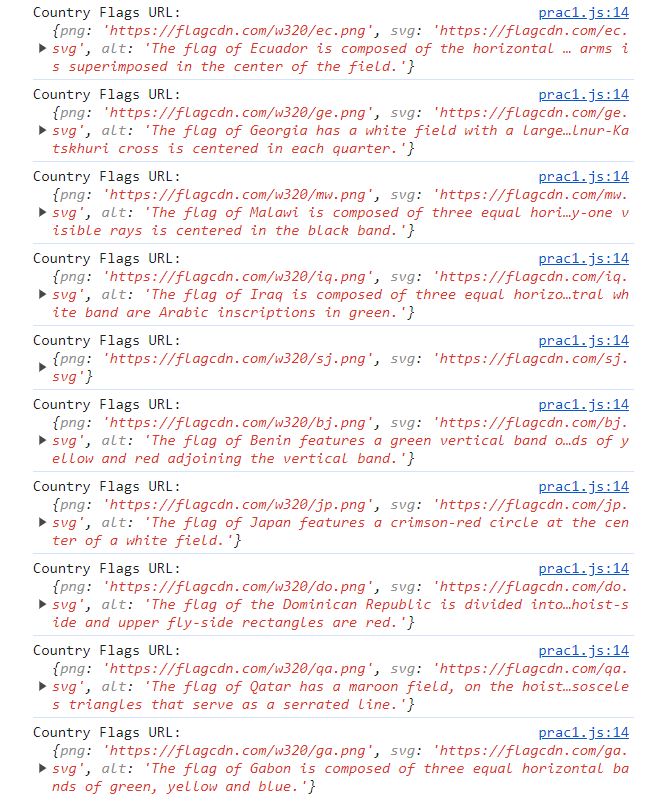 Country Flags URL: prac1.js:14
{png: 'https://flagcdn.com/w320/ec.png', svg: 'https://flagcdn.com/ec.
svg', alt: 'The flag of Ecuador is composed of the horizontal … arms i
s superimposed in the center of the field.'}
Country Flags URL: prac1.js:14
{png: 'https://flagcdn.com/w320/ge.png', svg: 'https://flagcdn.com/ge.
svg', alt: 'The flag of Georgia has a white field with a large…lnur-Ka
tskhuri cross is centered in each quarter.'}
Country Flags URL: prac1.js:14
{png: 'https://flagcdn.com/w320/mw.png', svg: 'https://flagcdn.com/mw.
svg', alt: 'The flag of Malawi is composed of three equal hori…y-one v
isible rays is centered in the black band.'}
Country Flags URL: prac1.js:14
{png: 'https://flagcdn.com/w320/iq.png', svg: 'https://flagcdn.com/iq.
svg', alt: 'The flag of Iraq is composed of three equal horizo…tral wh
ite band are Arabic inscriptions in green.'}
Country Flags URL: prac1.js:14
{png: 'https://flagcdn.com/w320/sj.png', svg: 'https://flagcdn.com/sj.
svg'}
Country Flags URL: prac1.js:14
{png: 'https://flagcdn.com/w320/bj.png', svg: 'https://flagcdn.com/bj.
svg', alt: 'The flag of Benin features a green vertical band o…ds of y
ellow and red adjoining the vertical band.'}
Country Flags URL: prac1.js:14
{png: 'https://flagcdn.com/w320/jp.png', svg: 'https://flagcdn.com/jp.
svg', alt: 'The flag of Japan features a crimson-red circle at the cen
ter of a white field.'}
Country Flags URL: prac1.js:14
{png: 'https://flagcdn.com/w320/do.png', svg: 'https://flagcdn.com/do.
svg', alt: 'The flag of the Dominican Republic is divided into…hoist-s
ide and upper fly-side rectangles are red.'}
Country Flags URL: prac1.js:14
{png: 'https://flagcdn.com/w320/qa.png', svg: 'https://flagcdn.com/qa.
svg', alt: 'The flag of Qatar has a maroon field, on the hoist…soscele
s triangles that serve as a serrated line.'}
Country Flags URL: prac1.js:14
{png: 'https://flagcdn.com/w320/ga.png', svg: 'https://flagcdn.com/ga.
svg', alt: 'The flag of Gabon is composed of three equal horizontal ba
nds of green, yellow and blue.'}